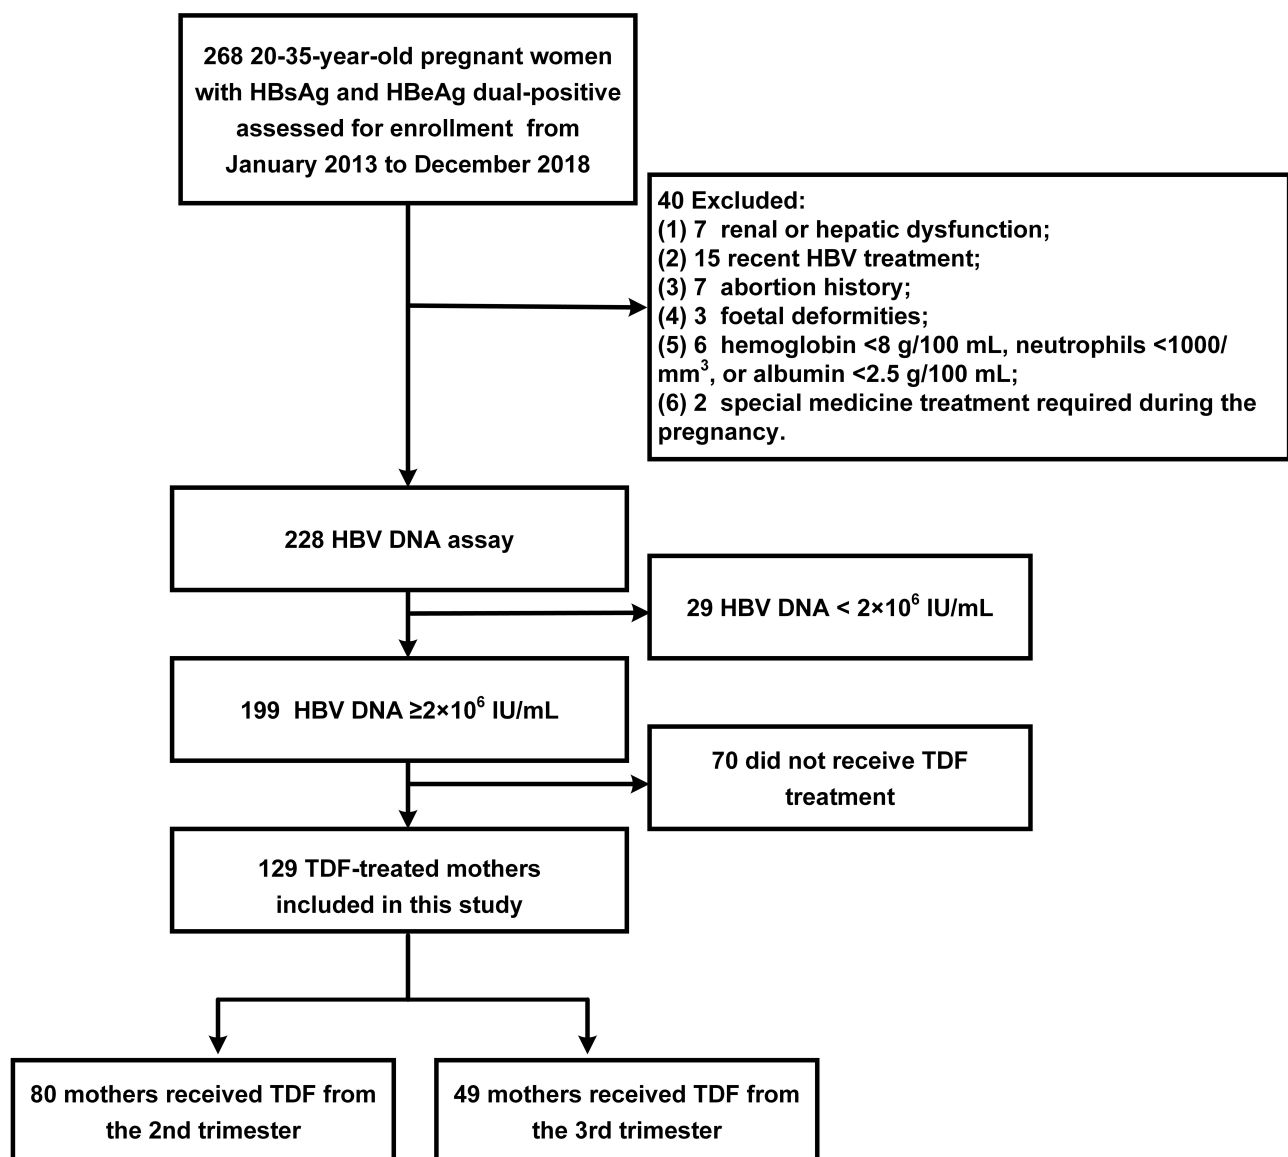 268 20-35-year-old pregnant women
with HBsAg and HBeAg dual-positive
assessed for enrollment from
January 2013 to December 2018
40 Excluded:
(1) 7 renal or hepatic dysfunction;
(2) 15 recent HBV treatment;
(3) 7 abortion history;
(4) 3 foetal deformities;
(5) 6 hemoglobin <8 g/100 mL, neutrophils <1000/
mm³, or albumin <2.5 g/100 mL;
(6) 2 special medicine treatment required during the
pregnancy.
228 HBV DNA assay
29 HBV DNA < 2×10⁶ IU/mL
199 HBV DNA ≥2×10⁶ IU/mL
70 did not receive TDF
treatment
129 TDF-treated mothers
included in this study
80 mothers received TDF from
the 2nd trimester
49 mothers received TDF from
the 3rd trimester